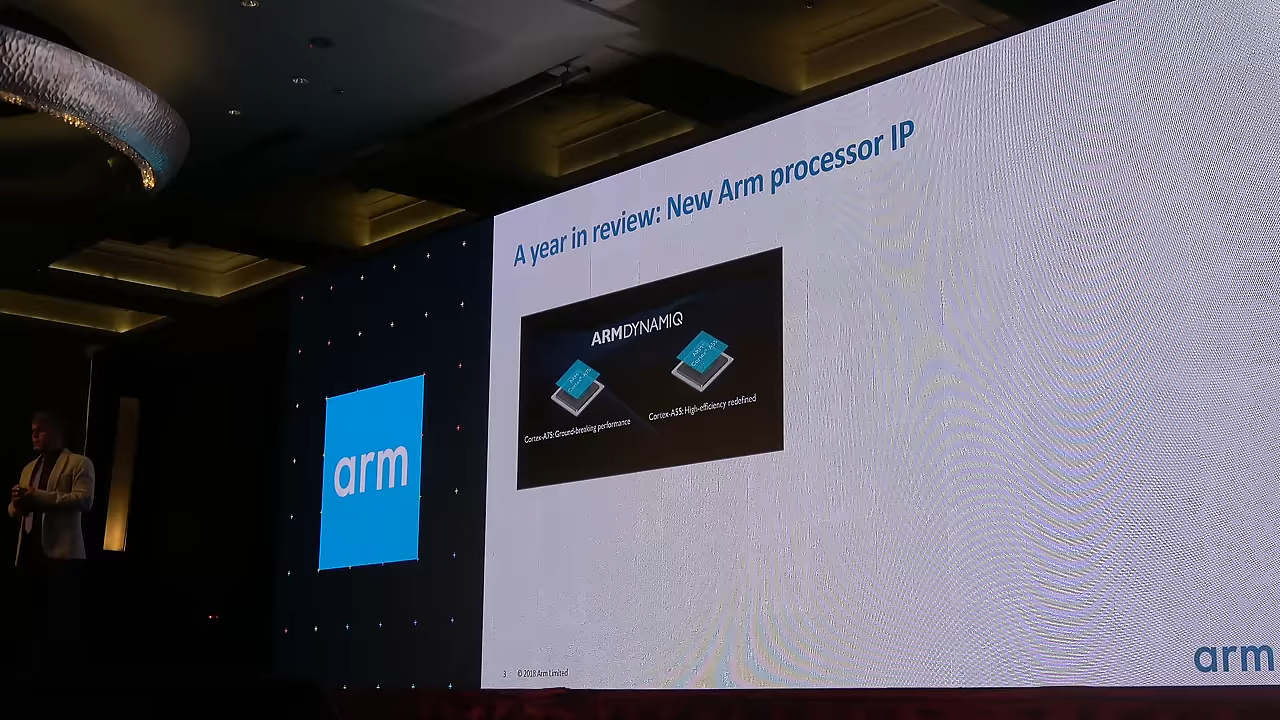 A year in review: New Arm processor IP
ARMDYNAMIQ
Cortex-A75: Ground-breaking performance
Cortex-A55: High-efficiency redefined
arm
3 © 2018 Arm Limited
arm